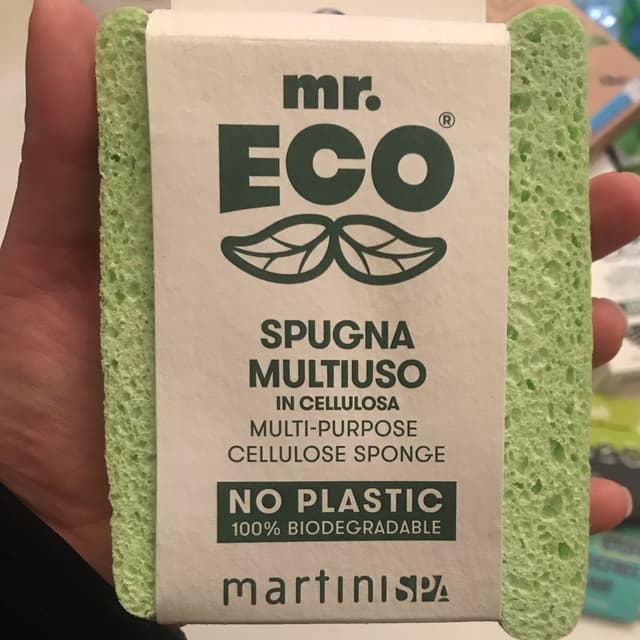 mr.
ECO®
SPUGNA
MULTIUSO
IN CELLULOSA
MULTI-PURPOSE
CELLULOSE SPONGE
NO PLASTIC
100% BIODEGRADABLE
martiniSPA